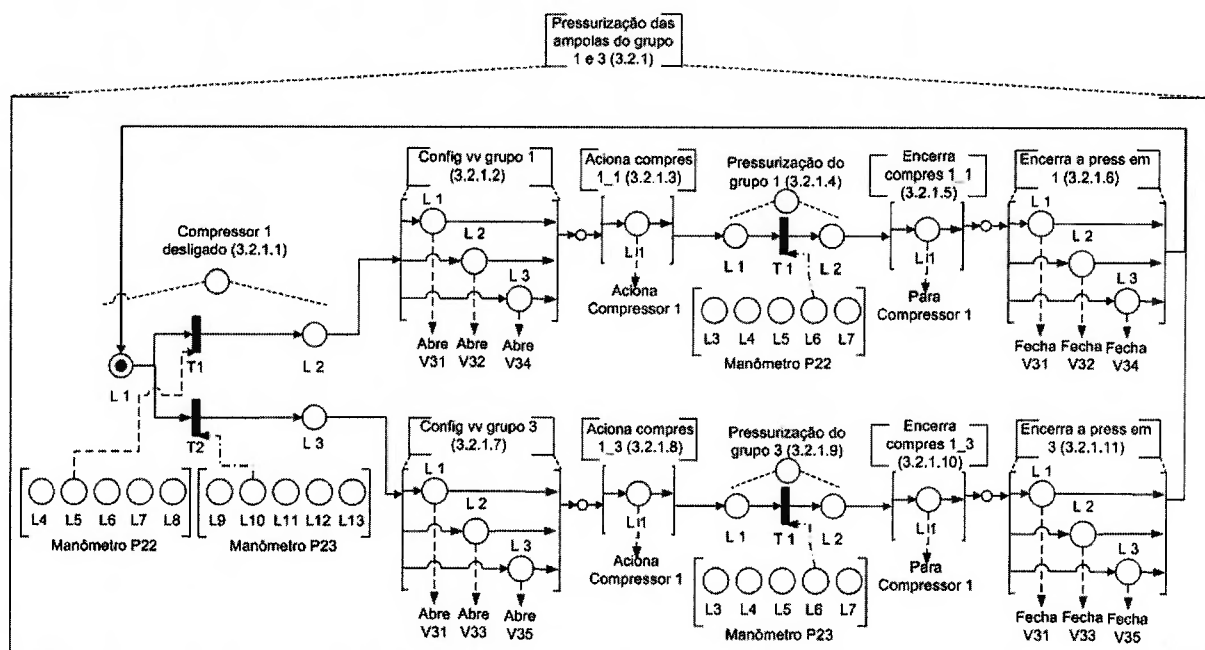 Pressurização das
ampolas do grupo
1 e 3 (3.2.1)
Config vv grupo 1
(3.2.1.2)
L 1
L 2
L 3
Abre
V31
Abre
V32
Abre
V34
Aciona compres
1_1 (3.2.1.3)
L 1
Aciona
Compressor 1
Pressurização do
grupo 1 (3.2.1.4)
L 1
T 1
L 2
L3
L4
L5
L6
L7
Manômetro P22
Encerra
compres 1_1
(3.2.1.5)
L 1
Para
Compressor 1
Encerra a press em
1 (3.2.1.6)
L 1
L 2
L 3
Fecha
V31
Fecha
V32
Fecha
V34
Compressor 1
desligado (3.2.1.1)
L 1
T1
L 2
T2
L 3
L4
L5
L6
L7
L8
Manômetro P22
L9
L10
L11
L12
L13
Manômetro P23
Config vv grupo 3
(3.2.1.7)
L 1
L 2
L 3
Abre
V31
Abre
V33
Abre
V35
Aciona compres
1_3 (3.2.1.8)
L 1
Aciona
Compressor 1
Pressurização do
grupo 3 (3.2.1.9)
L 1
T 1
L 2
L3
L4
L5
L6
L7
Manômetro P23
Encerra
compres 1_3
(3.2.1.10)
L 1
Para
Compressor 1
Encerra a press em
3 (3.2.1.11)
L 1
L 2
L 3
Fecha
V31
Fecha
V33
Fecha
V35